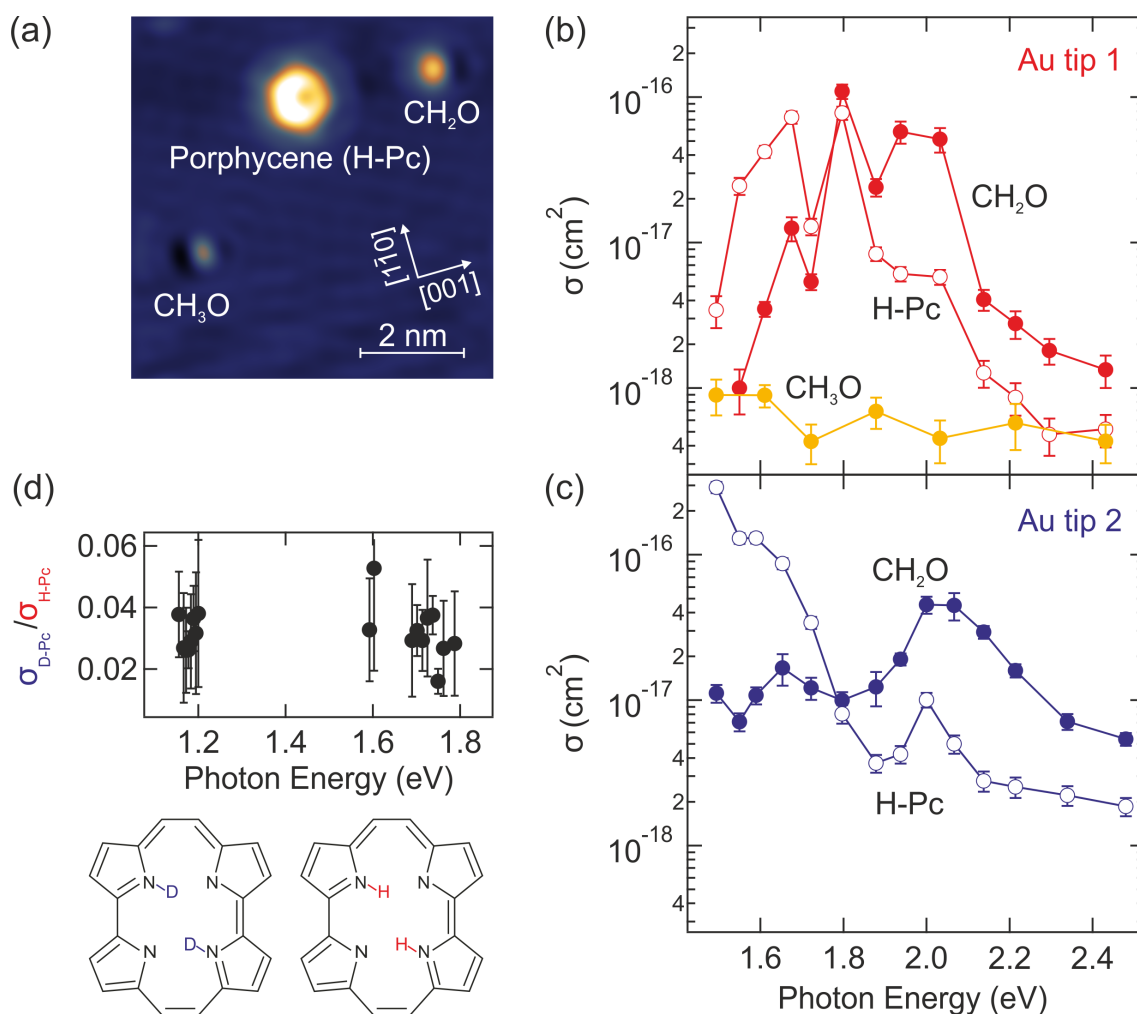 (a)
CH₂O
Porphycene (H-Pc)
[11̅0]
[001]
CH₃O
2 nm
(b)
Au tip 1
2
10⁻¹⁶
4
2
10⁻¹⁷
4
2
10⁻¹⁸
4
σ (cm²)
CH₂O
H-Pc
CH₃O
(c)
Au tip 2
2
10⁻¹⁶
4
2
10⁻¹⁷
4
2
10⁻¹⁸
4
σ (cm²)
CH₂O
H-Pc
1.6 1.8 2.0 2.2 2.4
Photon Energy (eV)
(d)
0.06
0.04
0.02
σD-Pc/σH-Pc
1.2 1.4 1.6 1.8
Photon Energy (eV)
N D N
D N N
N H N
N H N